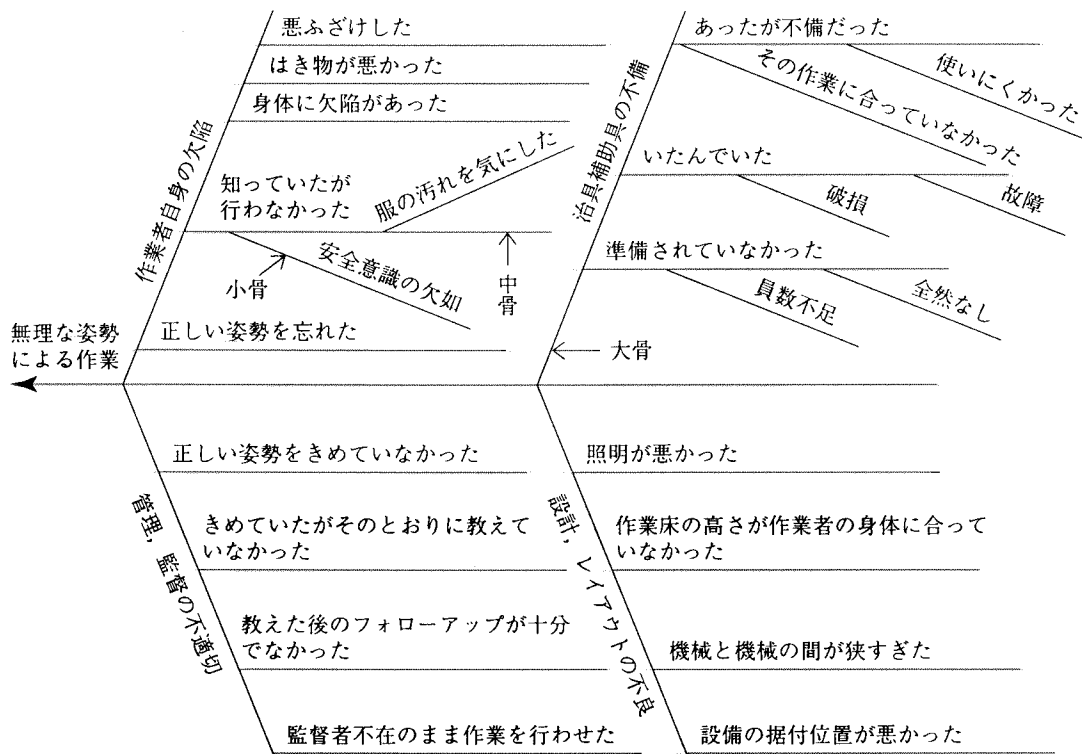 悪ふざけした
はき物が悪かった
身体に欠陥があった
知っていたが
行わなかった
服の汚れを気にした
安全意識の欠如
小骨
中骨
正しい姿勢を忘れた
作業者自身の欠陥
あったが不備だった
使いにくかった
その作業に合っていなかった
いたんでいた
破損
故障
準備されていなかった
員数不足
全然なし
大骨
治具補助具の不備
無理な姿勢
による作業
正しい姿勢をきめていなかった
きめていたがそのとおりに教えて
いなかった
教えた後のフォローアップが十分
でなかった
監督者不在のまま作業を行わせた
管理,監督の不適切
照明が悪かった
作業床の高さが作業者の身体に合って
いなかった
機械と機械の間が狭すぎた
設備の据付位置が悪かった
設計,レイアウトの不良